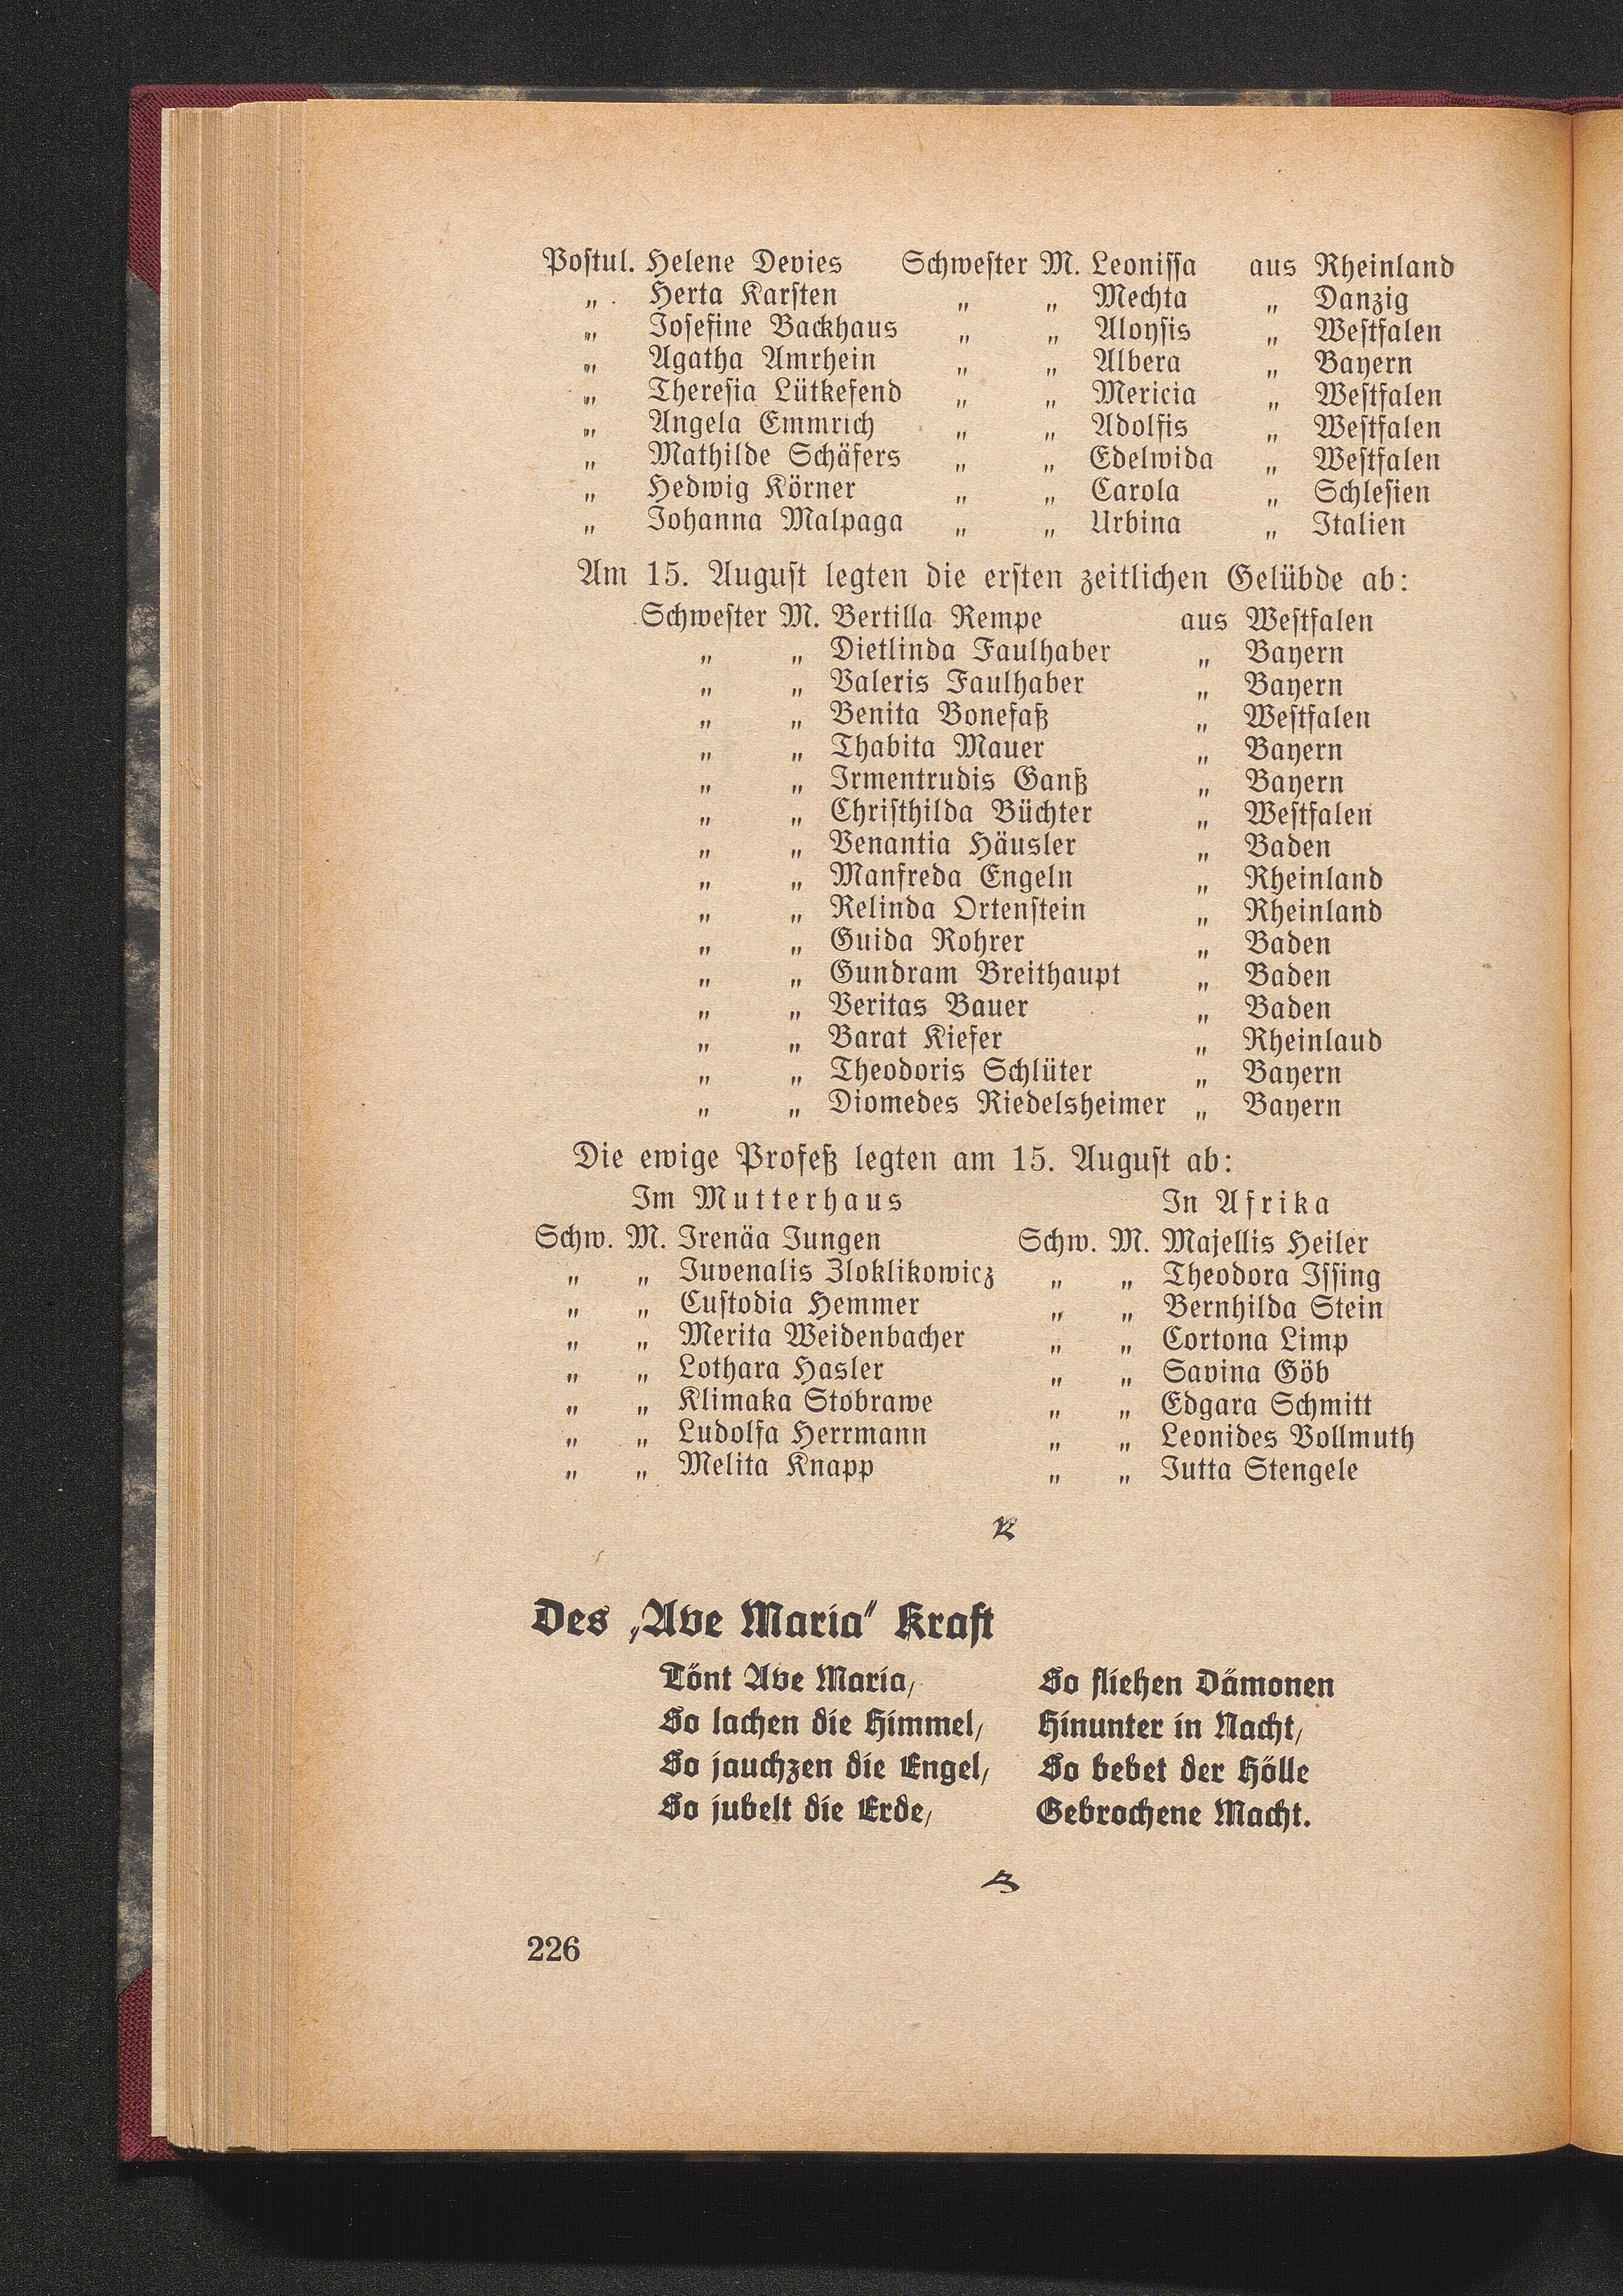 Postul. Helene Devies Schwester M. Leonissa aus Rheinland
„ Herta Karsten „ „ Mechta „ Danzig
„ Josefine Backhaus „ „ Aloysis „ Westfalen
„ Agatha Amrhein „ „ Albera „ Bayern
„ Theresia Lütkefend „ „ Mericia „ Westfalen
„ Angela Emmrich „ „ Adolfis „ Westfalen
„ Mathilde Schäfers „ „ Edelwida „ Westfalen
„ Hedwig Körner „ „ Carola „ Schlesien
„ Johanna Malpaga „ „ Urbina „ Italien
Am 15. August legten die ersten zeitlichen Gelübde ab:
Schwester M. Bertilla Rempe aus Westfalen
„ „ Dietlinda Faulhaber „ Bayern
„ „ Valeris Faulhaber „ Bayern
„ „ Benita Bonefaß „ Westfalen
„ „ Thabita Mauer „ Bayern
„ „ Irmentrudis Ganß „ Bayern
„ „ Christhilda Büchter „ Westfalen
„ „ Venantia Häusler „ Baden
„ „ Manfreda Engeln „ Rheinland
„ „ Relinda Ortenstein „ Rheinland
„ „ Guida Rohrer „ Baden
„ „ Gundram Breithaupt „ Baden
„ „ Veritas Bauer „ Baden
„ „ Barat Kiefer „ Rheinlaud
„ „ Theodoris Schlüter „ Bayern
„ „ Diomedes Riedelsheimer „ Bayern
Die ewige Profeß legten am 15. August ab:
Im Mutterhaus
Schw. M. Irenäa Jungen
„ „ Juvenalis Zloklikowicz
„ „ Custodia Hemmer
„ „ Merita Weidenbacher
„ „ Lothara Hasler
„ „ Klimaka Stobrawe
„ „ Ludolfa Herrmann
„ „ Melita Knapp
In Afrika
Schw. M. Majellis Heiler
„ „ Theodora Issing
„ „ Bernhilda Stein
„ „ Cortona Limp
„ „ Savina Göb
„ „ Edgara Schmitt
„ „ Leonides Vollmuth
„ „ Jutta Stengele
Des „Ave Maria" Kraft
Tönt Ave Maria,
So lachen die Himmel,
So jauchzen die Engel,
So jubelt die Erde,
So fliehen Dämonen
Hinunter in Nacht,
So bebet der Hölle
Gebrochene Macht.
226